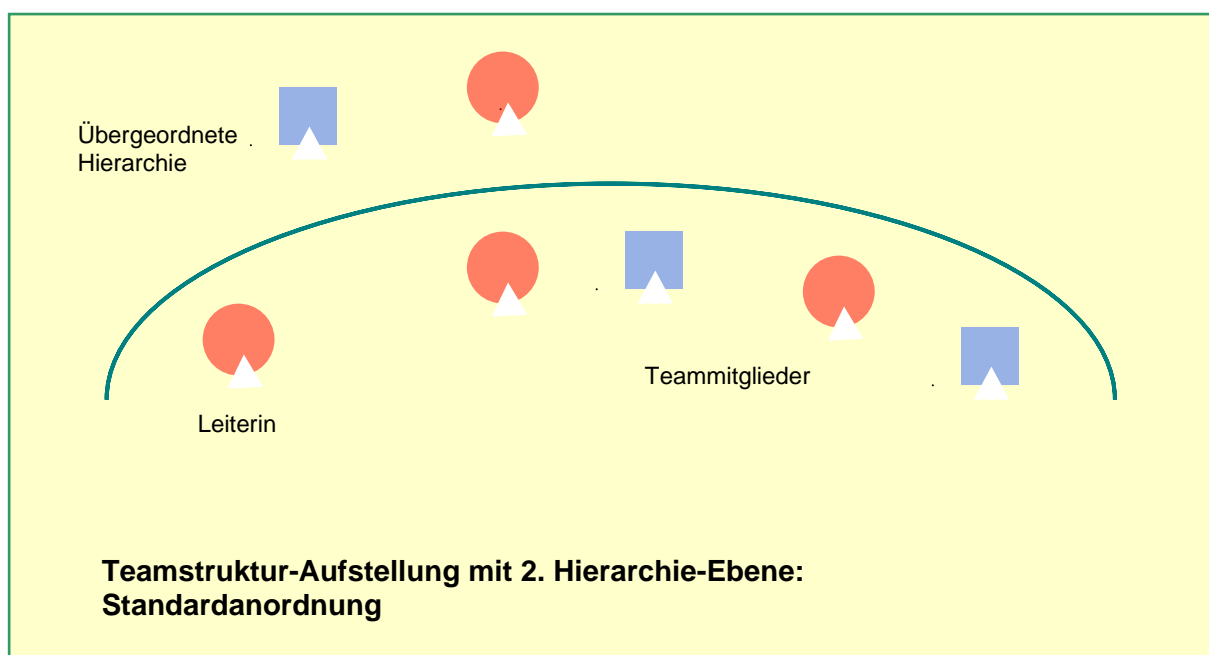 Übergeordnete
Hierarchie
Teammitglieder
Leiterin
Teamstruktur-Aufstellung mit 2. Hierarchie-Ebene:
Standardanordnung